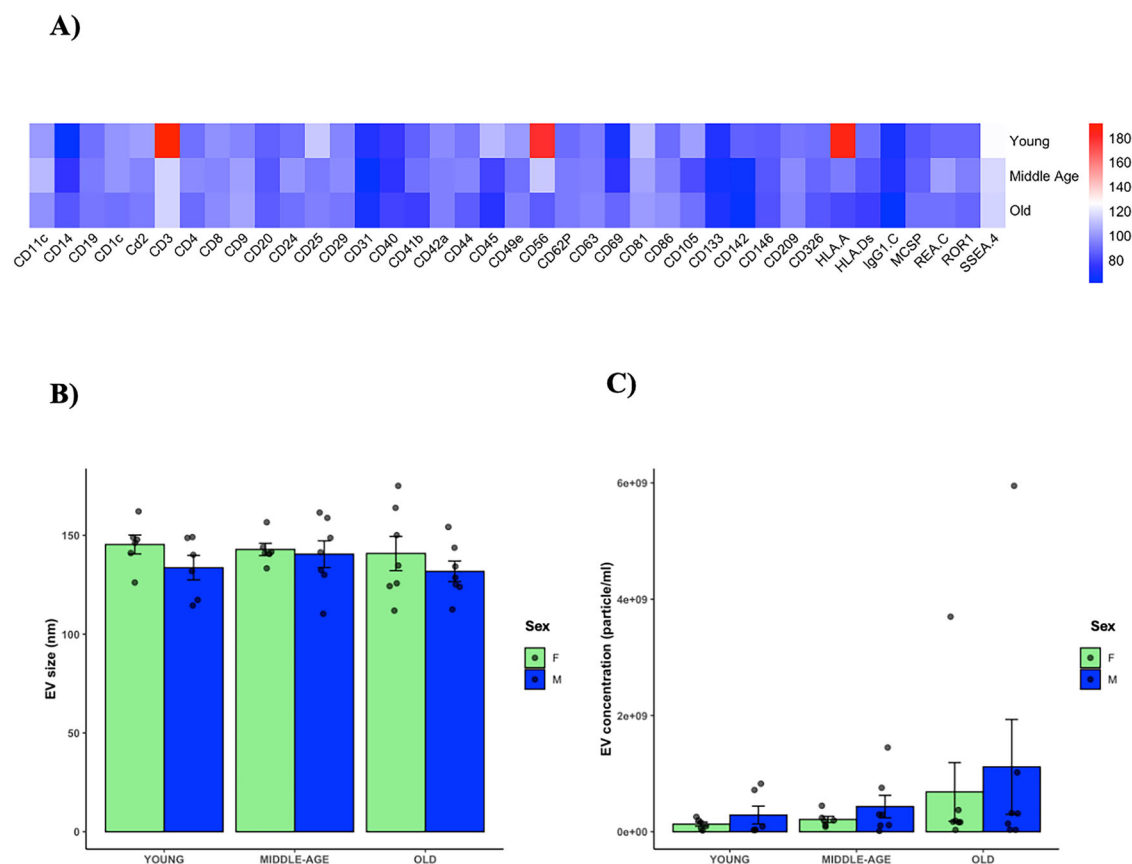 A)
180
160
140
120
100
80
Young
Middle Age
Old
CD11c CD14 CD19 CD1c Cd2 CD3 CD4 CD8 CD9 CD20 CD24 CD25 CD29 CD31 CD40 CD41b CD42a CD44 CD45 CD49e CD56 CD62P CD63 CD69 CD81 CD86 CD105 CD133 CD142 CD146 CD209 CD326 HLA.A HLA.Ds IgG1.C MCSP REA.C ROR1 SSEA.4
B)
EV size (nm)
150
100
50
0
YOUNG MIDDLE-AGE OLD
Sex
F
M
C)
EV concentration (particle/ml)
6e+09
4e+09
2e+09
0e+00
YOUNG MIDDLE-AGE OLD
Sex
F
M